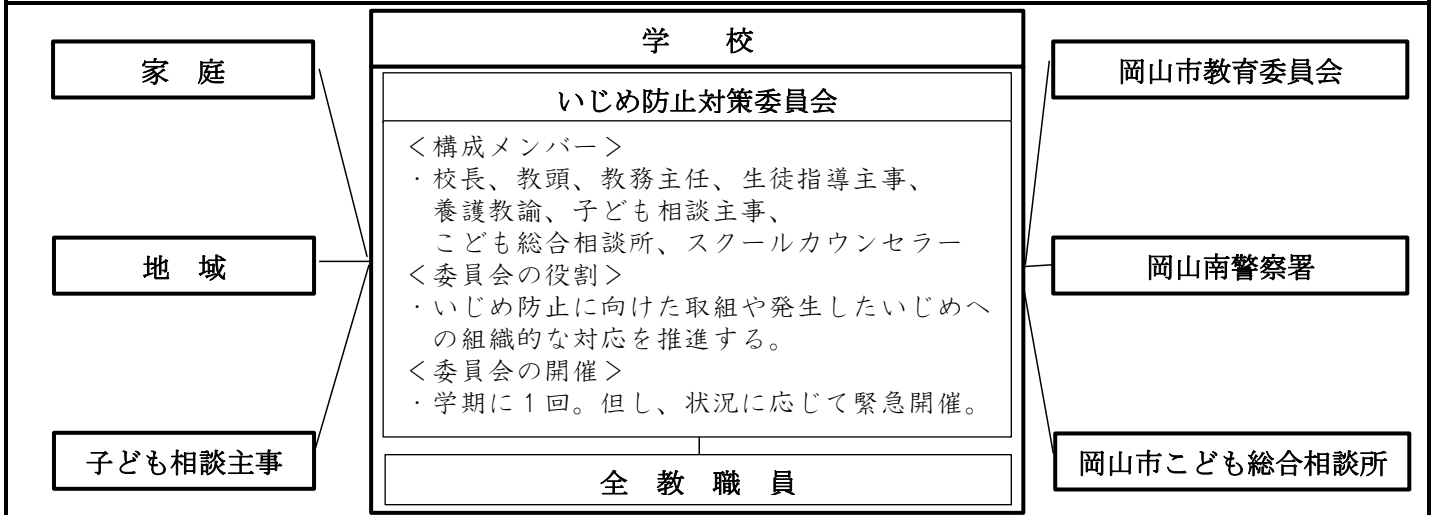 家　庭
地　域
子ども相談主事
学　　校
いじめ防止対策委員会
＜構成メンバー＞
・校長、教頭、教務主任、生徒指導主事、
養護教諭、子ども相談主事、
こども総合相談所、スクールカウンセラー
＜委員会の役割＞
・いじめ防止に向けた取組や発生したいじめへ
の組織的な対応を推進する。
＜委員会の開催＞
・学期に１回。但し、状況に応じて緊急開催。
全　教　職　員
岡山市教育委員会
岡山南警察署
岡山市こども総合相談所